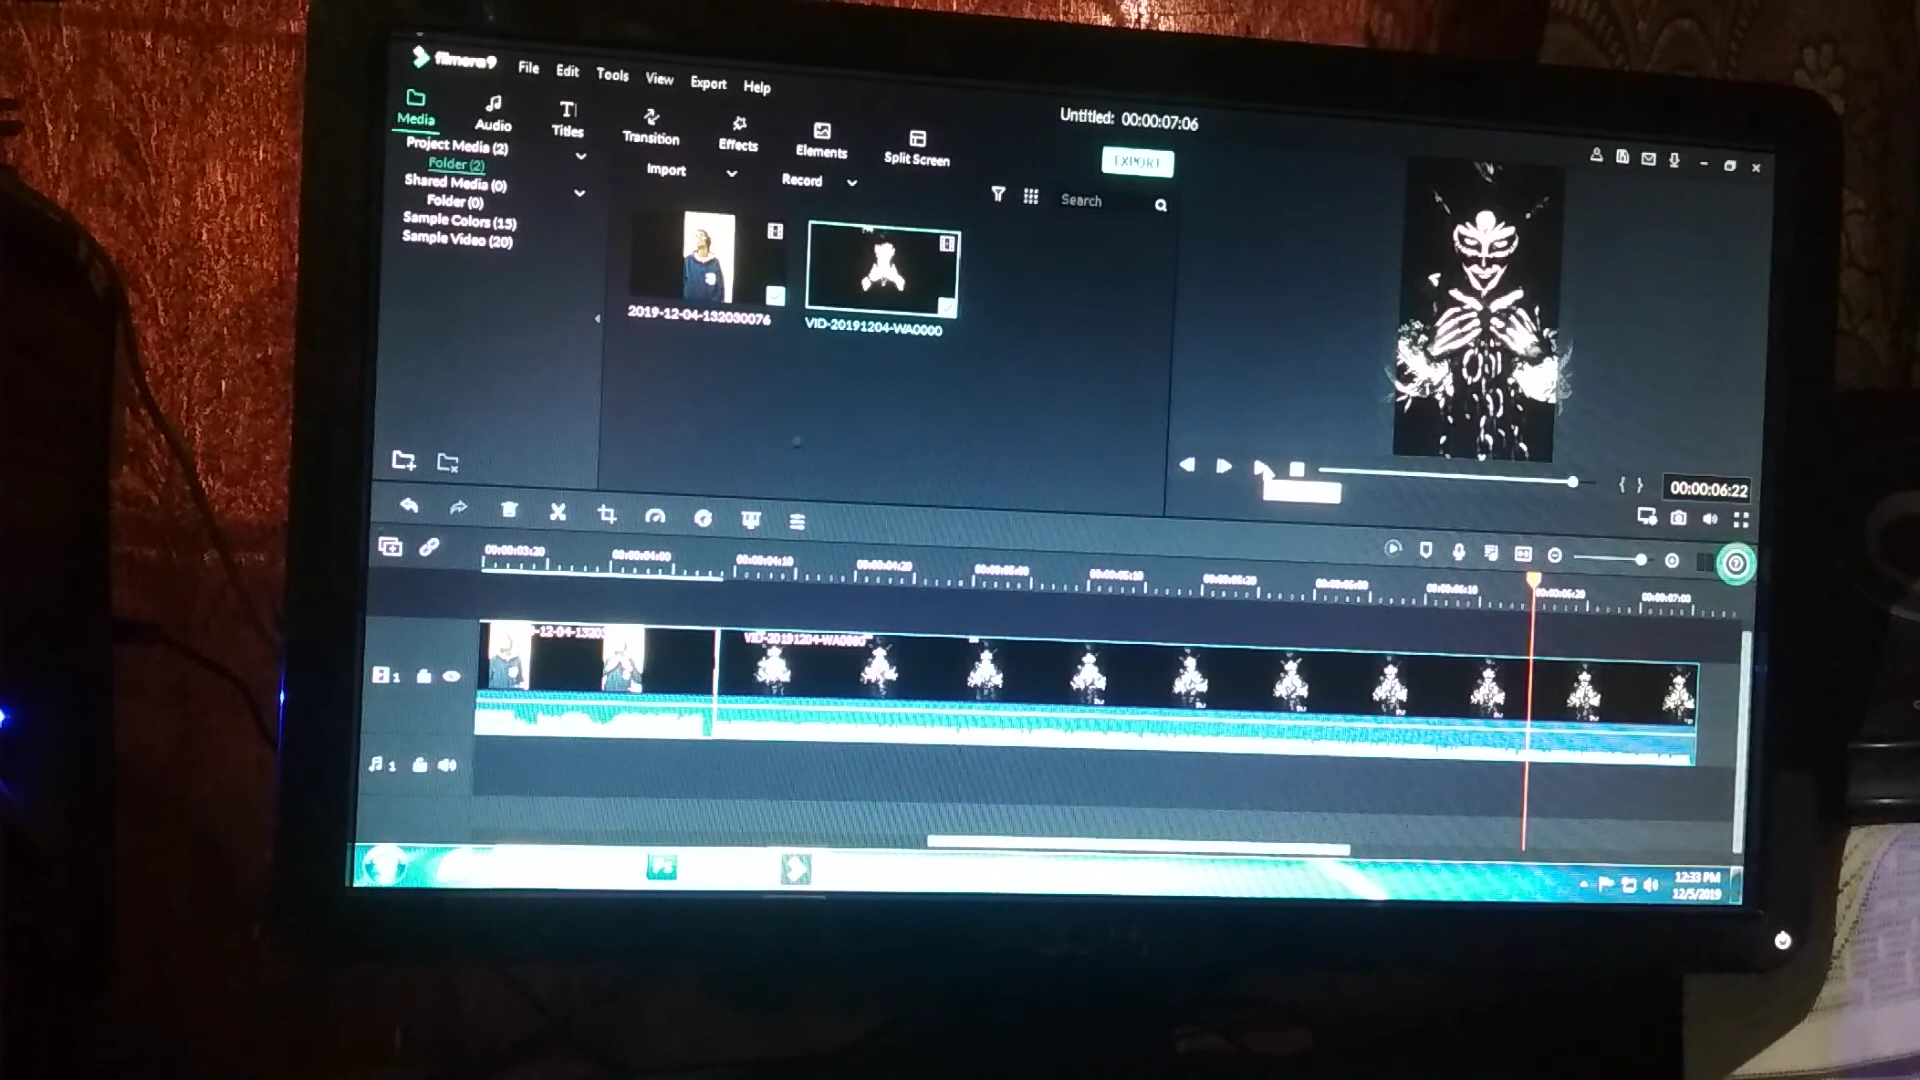 filmora9 File Edit Tools View Export Help
Untitled: 00:00:07:06
Media Audio Titles Transition Effects Elements Split Screen
EXPORT
Project Media (2)
Folder (2)
Shared Media (0)
Folder (0)
Sample Colors (15)
Sample Video (20)
Import Record Search
2019-12-04-132030076 VID-20191204-WA0000
00:00:06:22
00:00:03:20 00:00:04:00 00:00:04:10 00:00:04:20 00:00:05:00 00:00:05:10 00:00:05:20 00:00:06:00 00:00:06:10 00:00:06:20 00:00:07:00
-12-04-1320 VID-20191204-WA0000
1
1
Ps
12:33 PM
12/5/2019